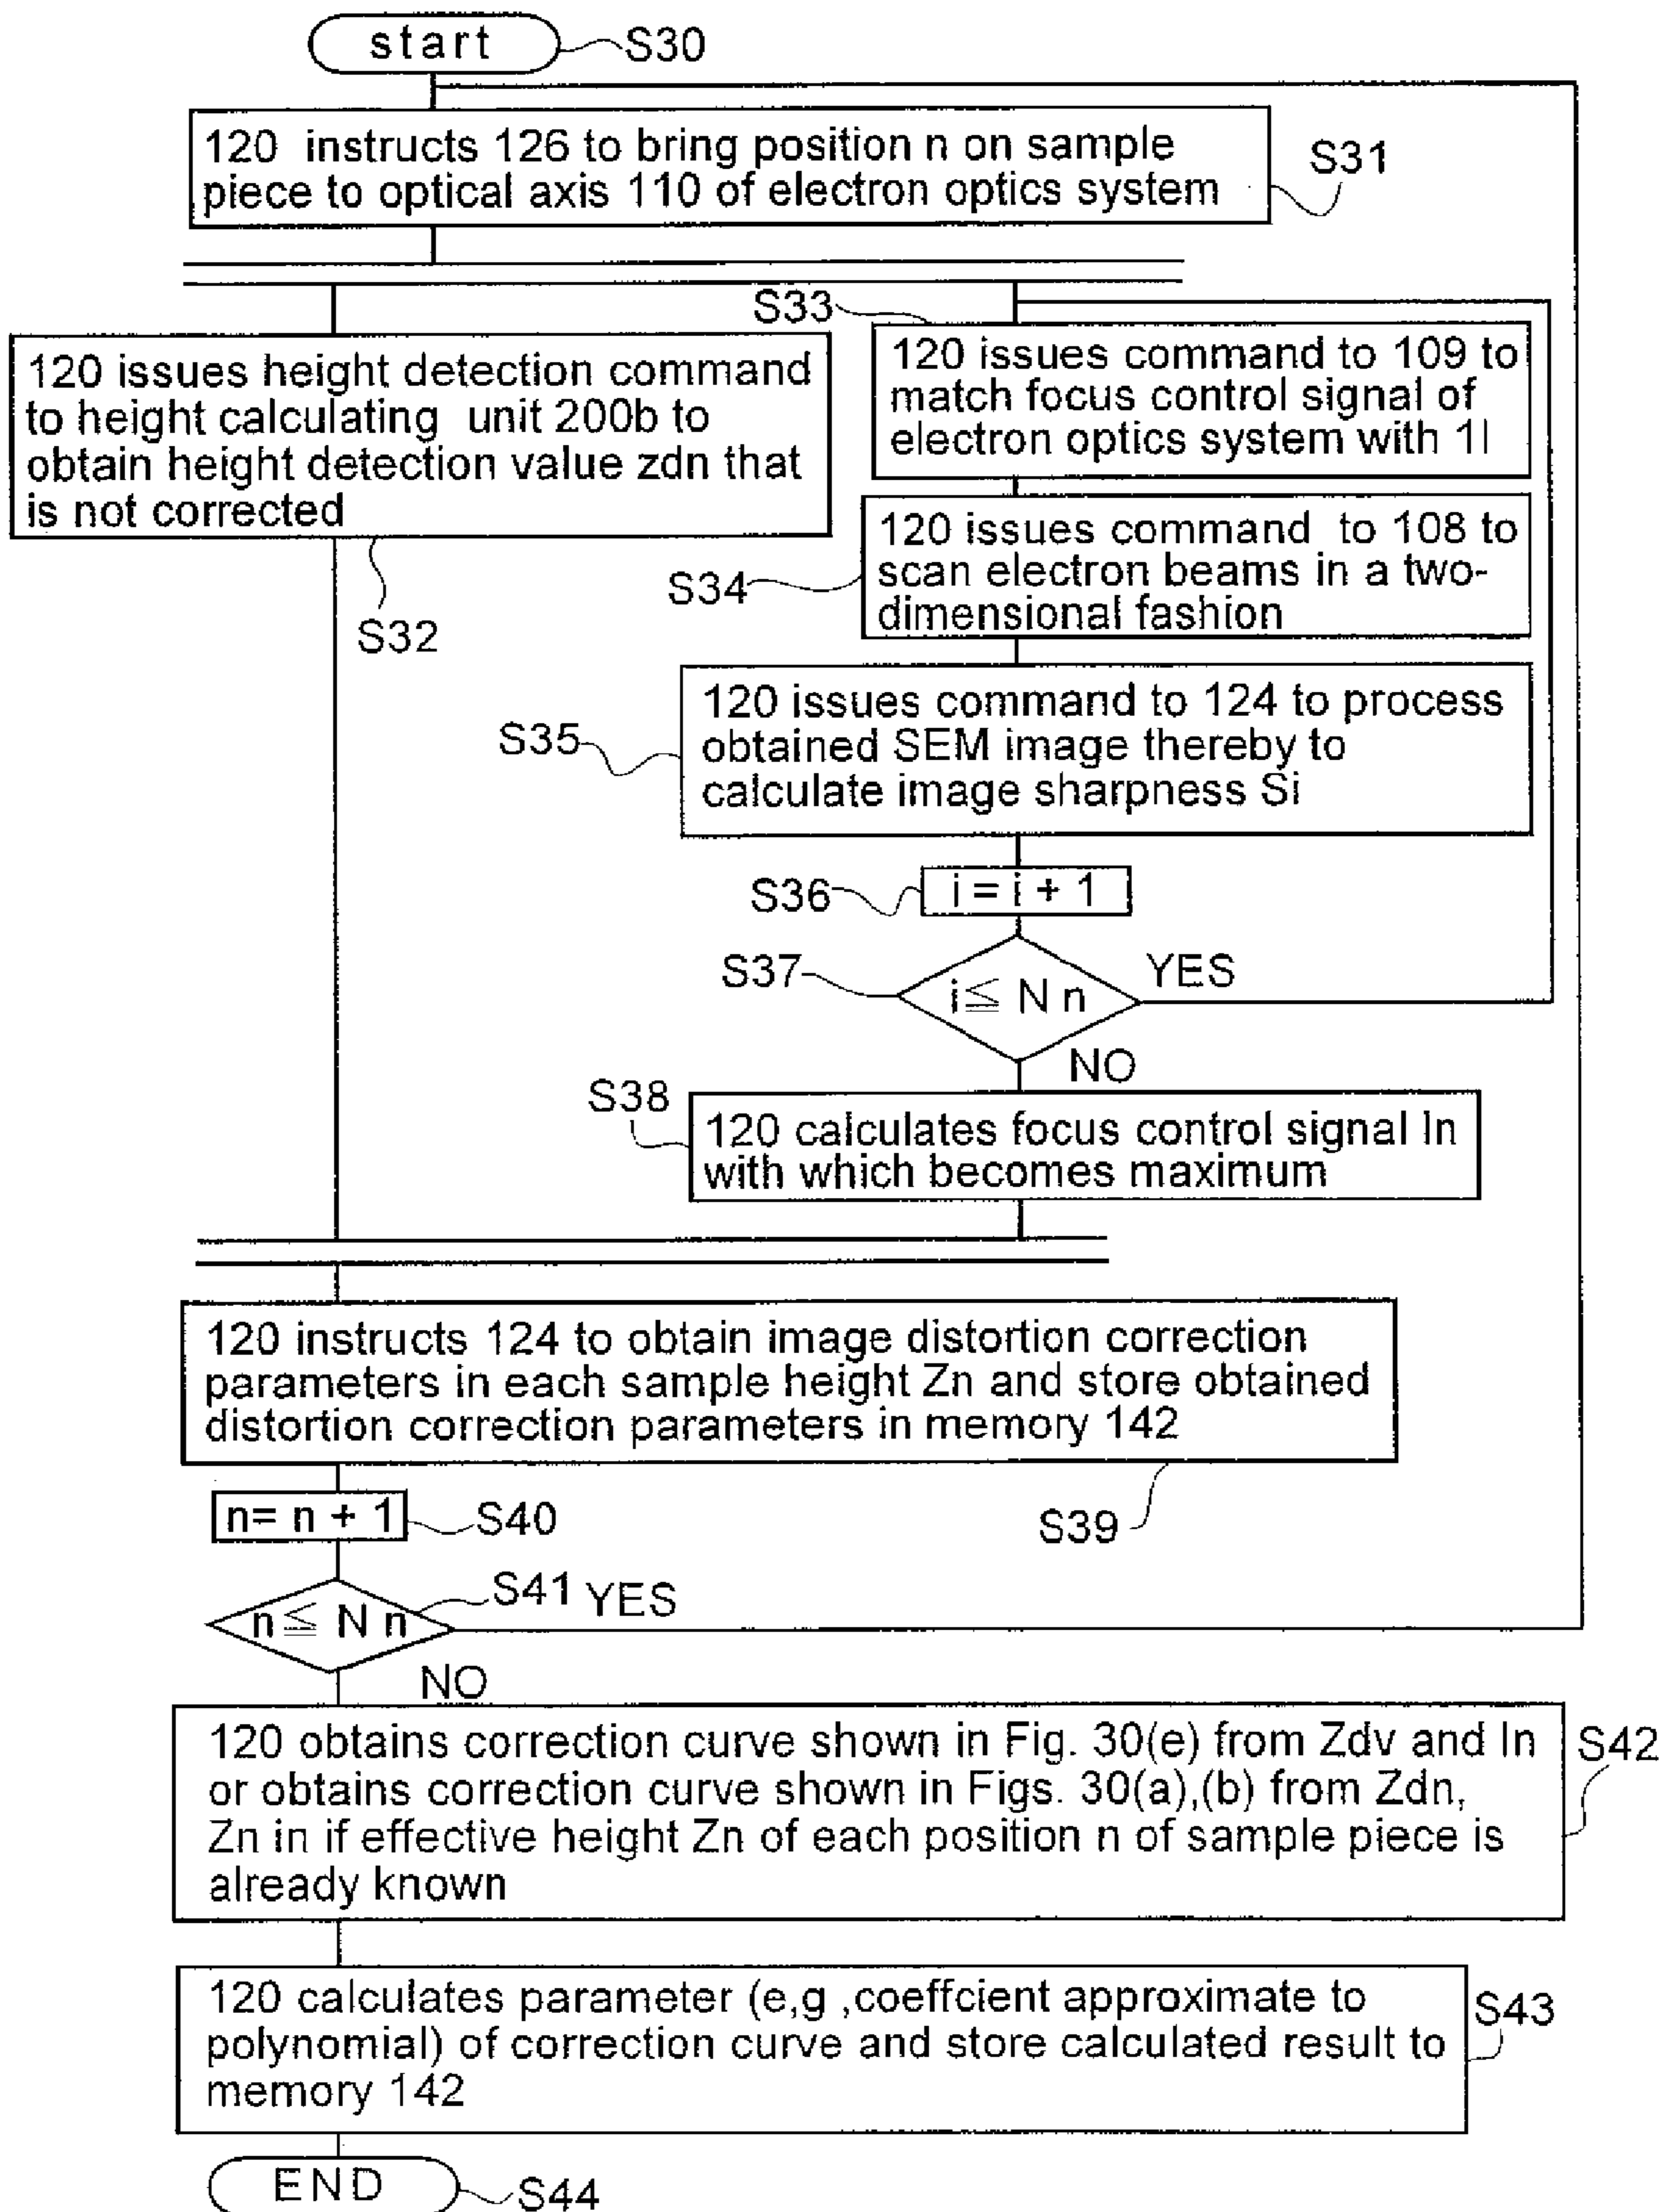 start
S30
120 instructs 126 to bring position n on sample
piece to optical axis 110 of electron optics system
S31
S33
120 issues height detection command
to height calculating unit 200b to
obtain height detection value zdn that
is not corrected
S32
120 issues command to 109 to
match focus control signal of
electron optics system with 1I
120 issues command to 108 to
scan electron beams in a two-
dimensional fashion
S34
120 issues command to 124 to process
obtained SEM image thereby to
calculate image sharpness Si
S35
S36
i = i + 1
S37
i≦ N n
YES
NO
S38
120 calculates focus control signal In
with which becomes maximum
120 instructs 124 to obtain image distortion correction
parameters in each sample height Zn and store obtained
distortion correction parameters in memory 142
S39
n= n + 1
S40
S41
YES
n≦ N n
NO
120 obtains correction curve shown in Fig. 30(e) from Zdv and In
or obtains correction curve shown in Figs. 30(a),(b) from Zdn,
Zn in if effective height Zn of each position n of sample piece is
already known
S42
120 calculates parameter (e,g ,coeffcient approximate to
polynomial) of correction curve and store calculated result to
memory 142
S43
END
S44